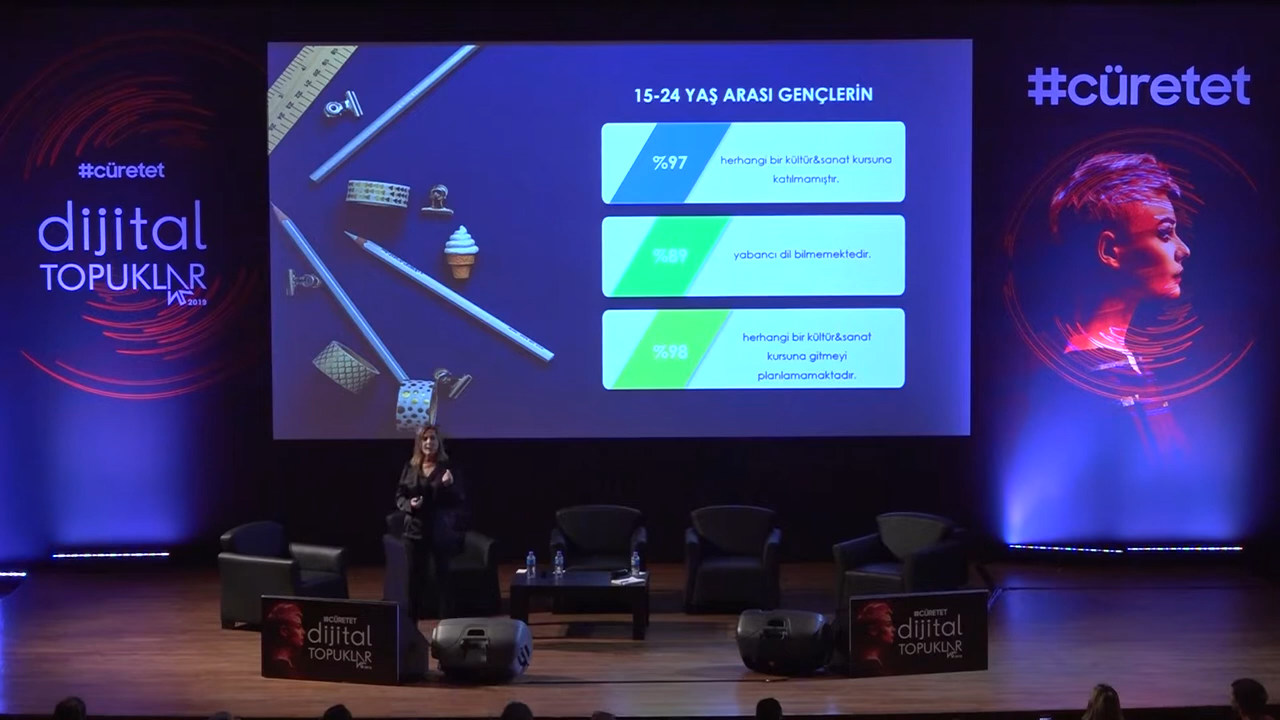 #cüretet
dijital
TOPUKLAR
2019
15-24 YAŞ ARASI GENÇLERİN
%97
herhangi bir kültür&sanat kursuna
katılmamıştır.
%89
yabancı dil bilmemektedir.
%98
herhangi bir kültür&sanat
kursuna gitmeyi
planlamamaktadır.
#cüretet
#CÜRETET
dijital
TOPUKLAR
#CÜRETET
dijital
TOPUKLAR